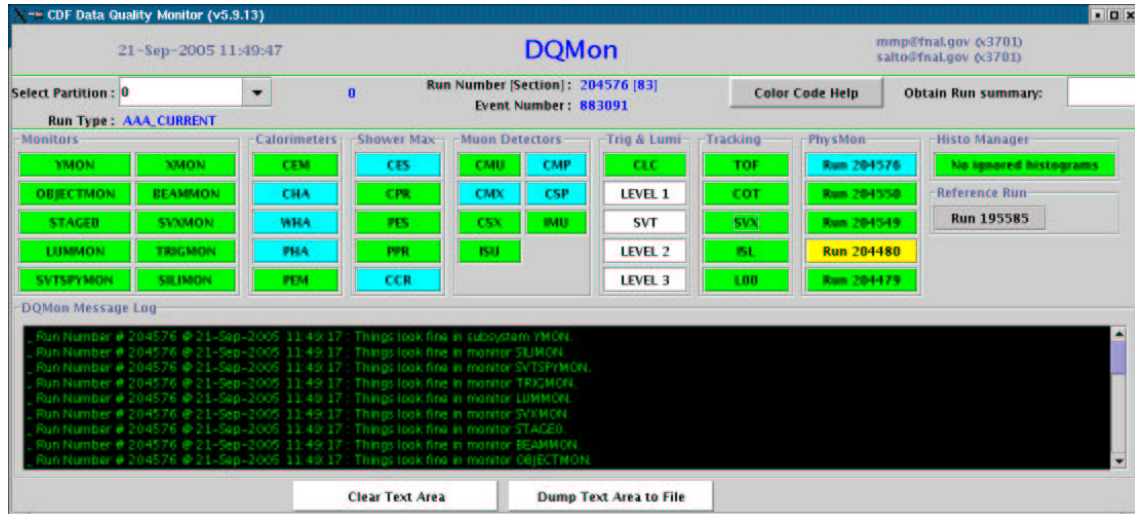 CDF Data Quality Monitor (v5.9.13)
21-Sep-2005 11:49:47
DQMon
mmp@fnal.gov (x3701)
salto@fnal.gov (x3701)
Select Partition : 0
0
Run Number [Section] : 204576 [83]
Event Number : 883091
Color Code Help
Obtain Run summary:
Run Type : AAA_CURRENT
Monitors
Calorimeters
Shower Max
Muon Detectors
Trig & Lumi
Tracking
PhysMon
Histo Manager
YMON XMON CEM CES CMU CMP CLC TOF Run 204576 No ignored histograms
OBJECTMON BEAMMON CHA CPR CMX CSP LEVEL 1 COT Run 204550 Reference Run
STAGE0 SVXMON WHA PES CSX IMU SVT SVX Run 204549 Run 195585
LUMMON TRIGMON PHA PPR ISU LEVEL 2 ISL Run 204480
SVTSPYMON SILIMON PEM CCR LEVEL 3 L00 Run 204479
DQMon Message Log
_ Run Number # 204576 @ 21-Sep-2005 11:49:17 : Things look fine in subsystem YMON.
_ Run Number # 204576 @ 21-Sep-2005 11:49:17 : Things look fine in monitor SILIMON.
_ Run Number # 204576 @ 21-Sep-2005 11:49:17 : Things look fine in monitor SVTSPYMON.
_ Run Number # 204576 @ 21-Sep-2005 11:49:17 : Things look fine in monitor TRIGMON.
_ Run Number # 204576 @ 21-Sep-2005 11:49:17 : Things look fine in monitor LUMMON.
_ Run Number # 204576 @ 21-Sep-2005 11:49:17 : Things look fine in monitor SVXMON.
_ Run Number # 204576 @ 21-Sep-2005 11:49:17 : Things look fine in monitor STAGE0.
_ Run Number # 204576 @ 21-Sep-2005 11:49:17 : Things look fine in monitor BEAMMON.
_ Run Number # 204576 @ 21-Sep-2005 11:49:17 : Things look fine in monitor OBJECTMON.
Clear Text Area
Dump Text Area to File